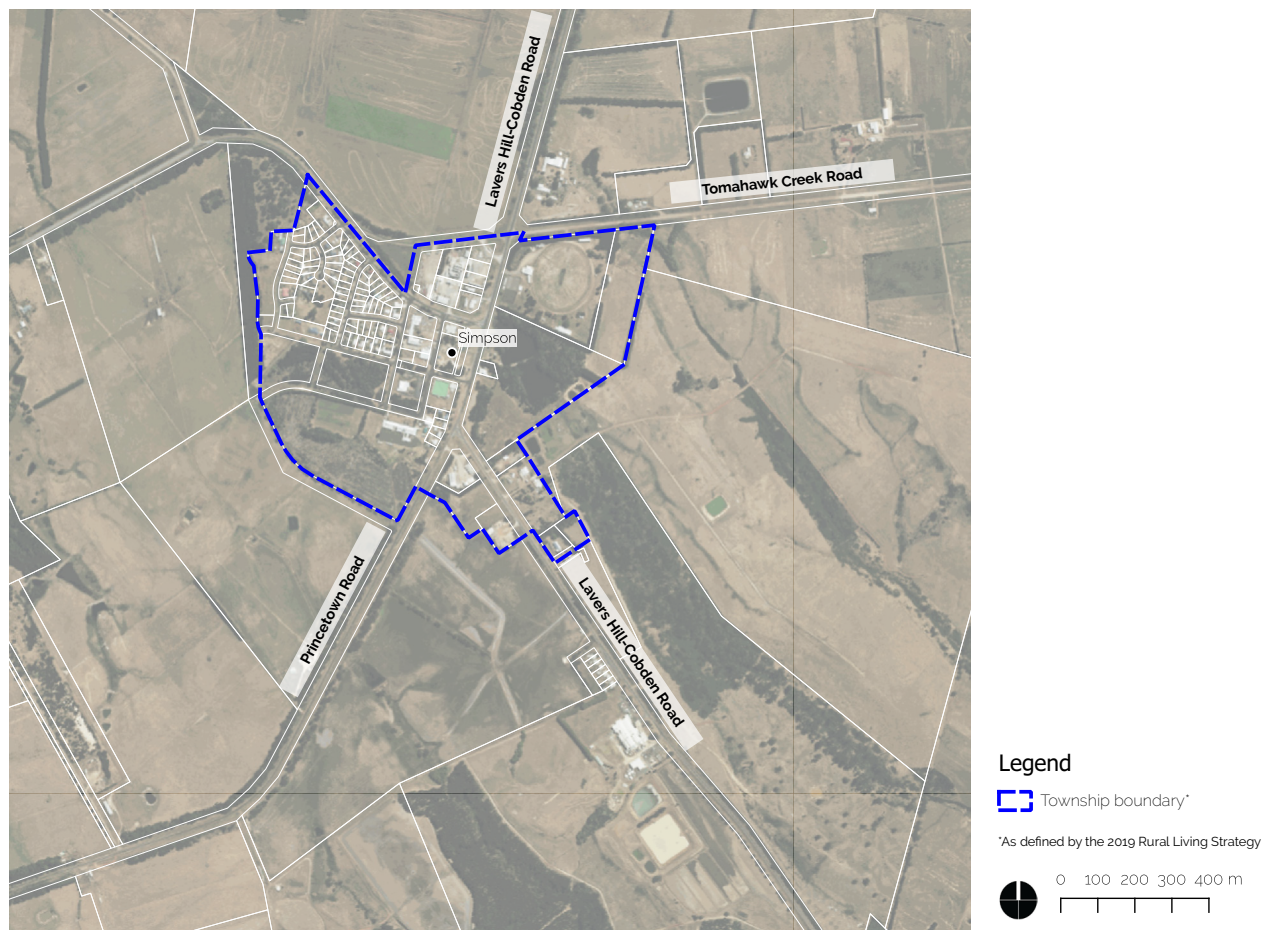 Lavers Hill-Cobden Road
Tomahawk Creek Road
Simpson
Princetown Road
Lavers Hill-Cobden Road
Legend
Township boundary*
*As defined by the 2019 Rural Living Strategy
0 100 200 300 400 m